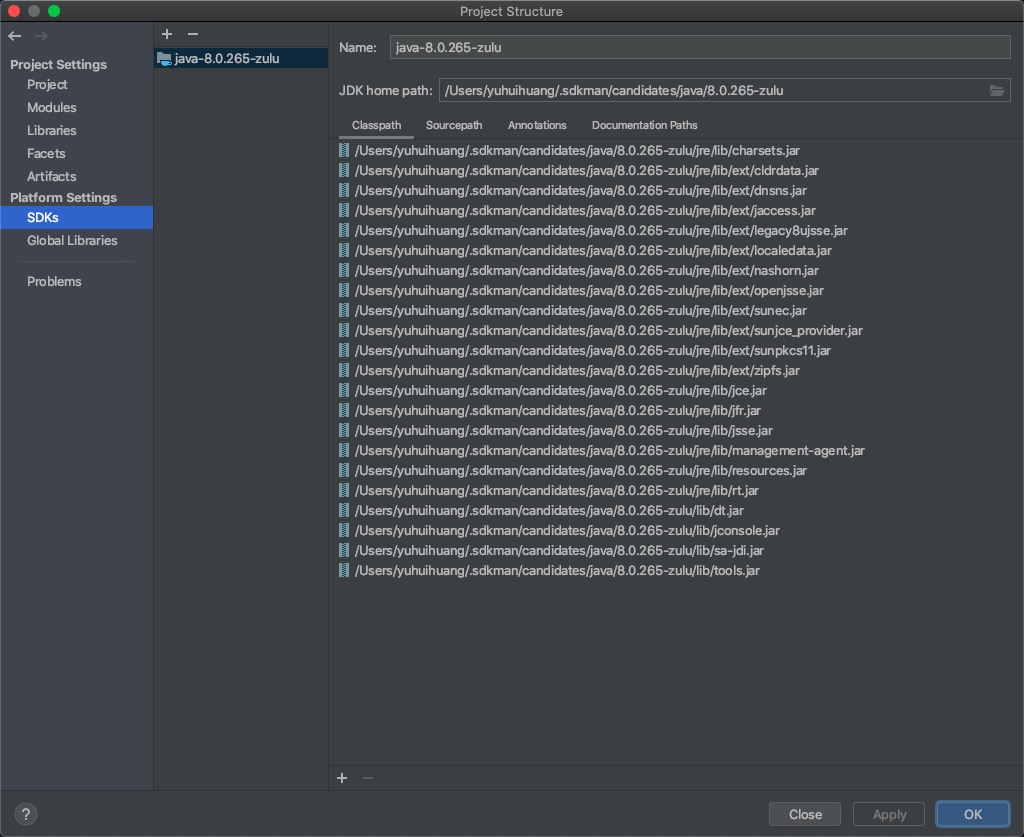 Project Structure
Project Settings
Project
Modules
Libraries
Facets
Artifacts
Platform Settings
SDKs
Global Libraries
Problems
java-8.0.265-zulu
Name: java-8.0.265-zulu
JDK home path: /Users/yuhuihuang/.sdkman/candidates/java/8.0.265-zulu
Classpath Sourcepath Annotations Documentation Paths
/Users/yuhuihuang/.sdkman/candidates/java/8.0.265-zulu/jre/lib/charsets.jar
/Users/yuhuihuang/.sdkman/candidates/java/8.0.265-zulu/jre/lib/ext/cldrdata.jar
/Users/yuhuihuang/.sdkman/candidates/java/8.0.265-zulu/jre/lib/ext/dnsns.jar
/Users/yuhuihuang/.sdkman/candidates/java/8.0.265-zulu/jre/lib/ext/jaccess.jar
/Users/yuhuihuang/.sdkman/candidates/java/8.0.265-zulu/jre/lib/ext/legacy8ujsse.jar
/Users/yuhuihuang/.sdkman/candidates/java/8.0.265-zulu/jre/lib/ext/localedata.jar
/Users/yuhuihuang/.sdkman/candidates/java/8.0.265-zulu/jre/lib/ext/nashorn.jar
/Users/yuhuihuang/.sdkman/candidates/java/8.0.265-zulu/jre/lib/ext/openjsse.jar
/Users/yuhuihuang/.sdkman/candidates/java/8.0.265-zulu/jre/lib/ext/sunec.jar
/Users/yuhuihuang/.sdkman/candidates/java/8.0.265-zulu/jre/lib/ext/sunjce_provider.jar
/Users/yuhuihuang/.sdkman/candidates/java/8.0.265-zulu/jre/lib/ext/sunpkcs11.jar
/Users/yuhuihuang/.sdkman/candidates/java/8.0.265-zulu/jre/lib/ext/zipfs.jar
/Users/yuhuihuang/.sdkman/candidates/java/8.0.265-zulu/jre/lib/jce.jar
/Users/yuhuihuang/.sdkman/candidates/java/8.0.265-zulu/jre/lib/jfr.jar
/Users/yuhuihuang/.sdkman/candidates/java/8.0.265-zulu/jre/lib/jsse.jar
/Users/yuhuihuang/.sdkman/candidates/java/8.0.265-zulu/jre/lib/management-agent.jar
/Users/yuhuihuang/.sdkman/candidates/java/8.0.265-zulu/jre/lib/resources.jar
/Users/yuhuihuang/.sdkman/candidates/java/8.0.265-zulu/jre/lib/rt.jar
/Users/yuhuihuang/.sdkman/candidates/java/8.0.265-zulu/lib/dt.jar
/Users/yuhuihuang/.sdkman/candidates/java/8.0.265-zulu/lib/jconsole.jar
/Users/yuhuihuang/.sdkman/candidates/java/8.0.265-zulu/lib/sa-jdi.jar
/Users/yuhuihuang/.sdkman/candidates/java/8.0.265-zulu/lib/tools.jar
? Close Apply OK